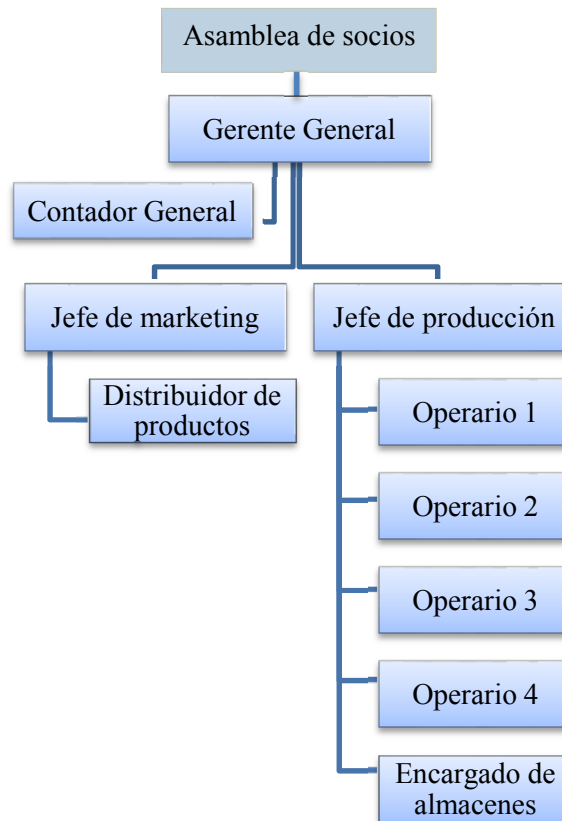 Asamblea de socios
Gerente General
Contador General
Jefe de marketing
Jefe de producción
Distribuidor de
productos
Operario 1
Operario 2
Operario 3
Operario 4
Encargado de
almacenes